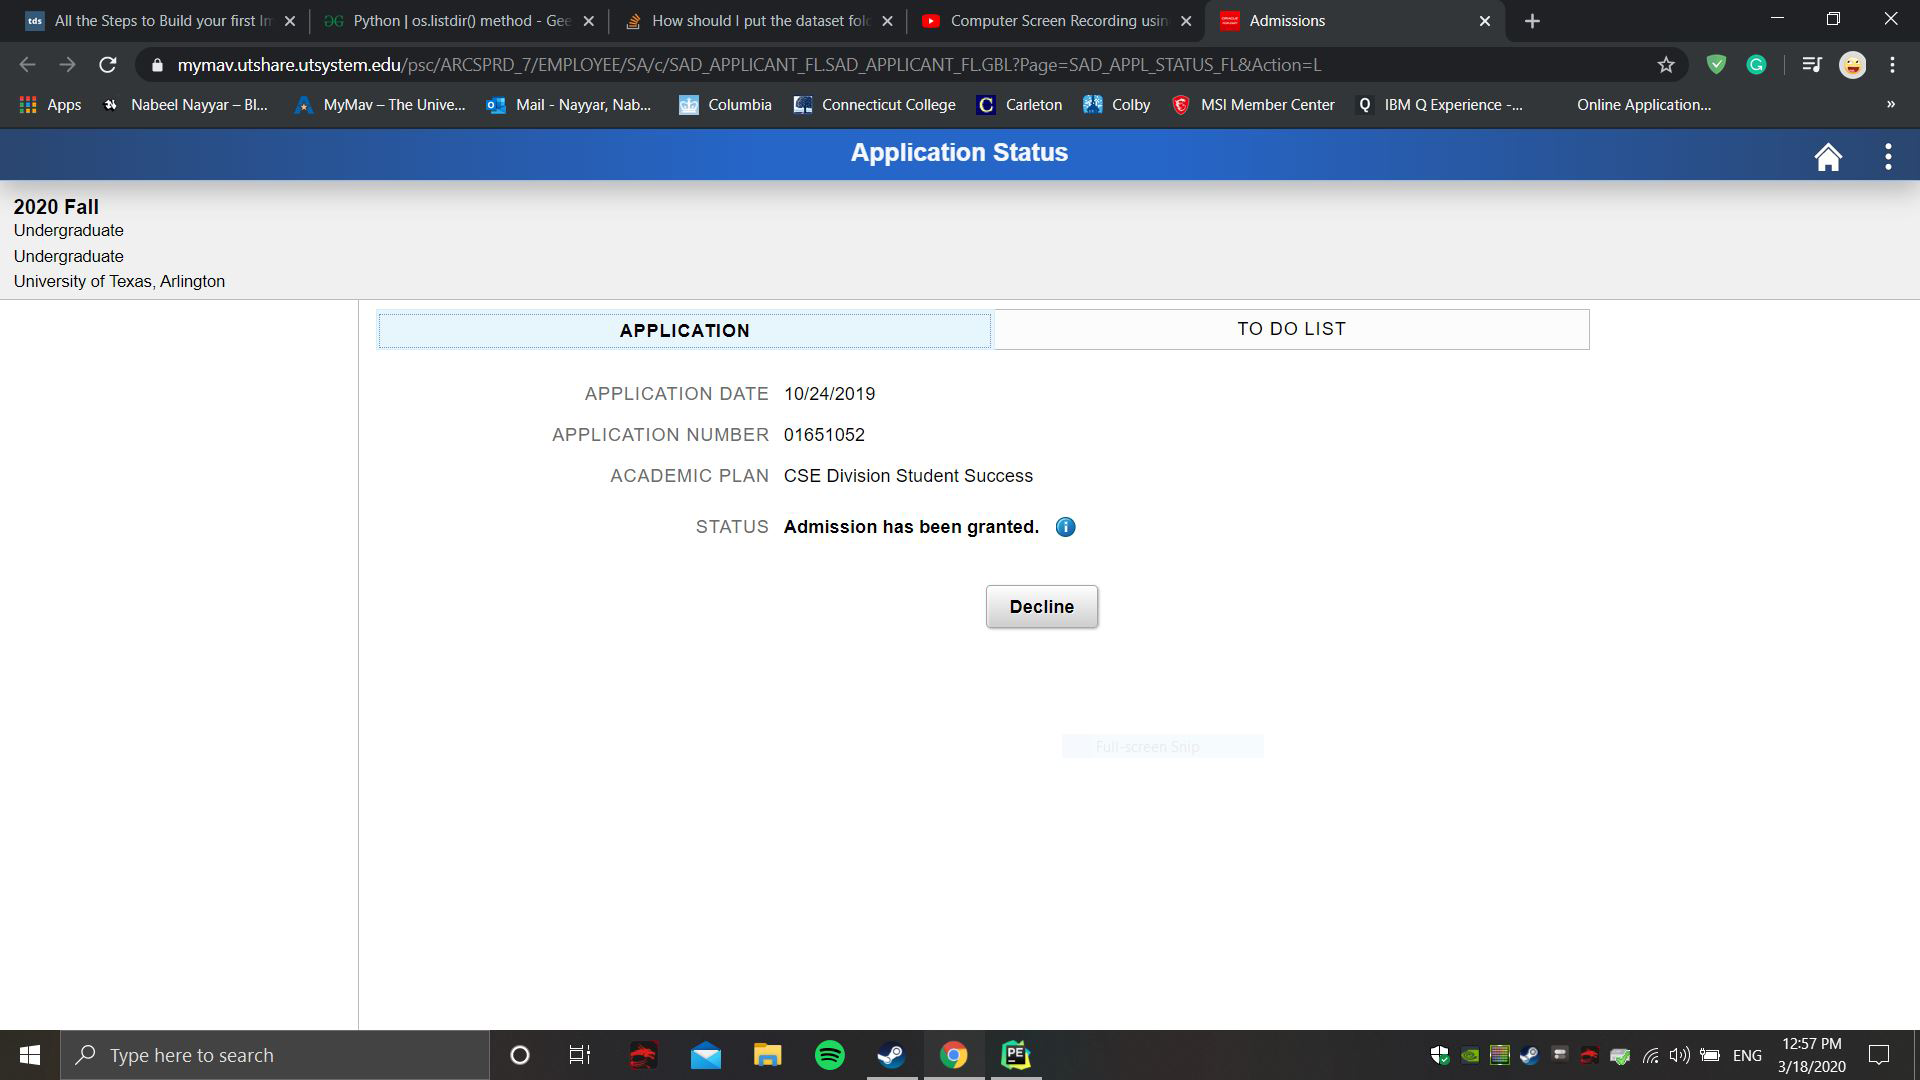 All the Steps to Build your first Im
Python | os.listdir() method - Gee
How should I put the dataset fol
Computer Screen Recording usin
Admissions
mymav.utshare.utsystem.edu/psc/ARCSPRD_7/EMPLOYEE/SA/c/SAD_APPLICANT_FL.SAD_APPLICANT_FL.GBL?Page=SAD_APPL_STATUS_FL&Action=L
Apps
Nabeel Nayyar – Bl...
MyMav – The Unive...
Mail - Nayyar, Nab...
Columbia
Connecticut College
Carleton
Colby
MSI Member Center
IBM Q Experience -...
Online Application...
»
Application Status
2020 Fall
Undergraduate
Undergraduate
University of Texas, Arlington
APPLICATION
TO DO LIST
APPLICATION DATE 10/24/2019
APPLICATION NUMBER 01651052
ACADEMIC PLAN CSE Division Student Success
STATUS Admission has been granted.
Decline
Full-screen Snip
Type here to search
ENG
12:57 PM
3/18/2020